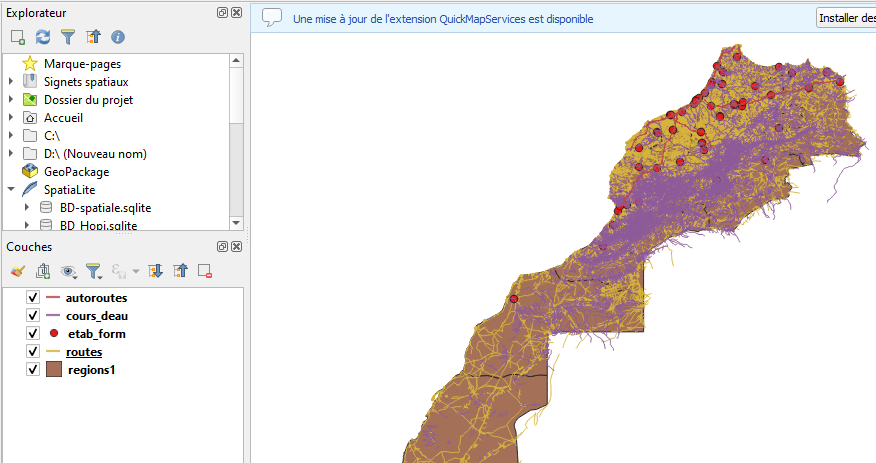 Explorateur
Une mise à jour de l'extension QuickMapServices est disponible
Installer des
Marque-pages
Signets spatiaux
Dossier du projet
Accueil
C:\
D:\ (Nouveau nom)
GeoPackage
SpatiaLite
BD-spatiale.sqlite
BD_Hopi.sqlite
Couches
autoroutes
cours_deau
etab_form
routes
regions1